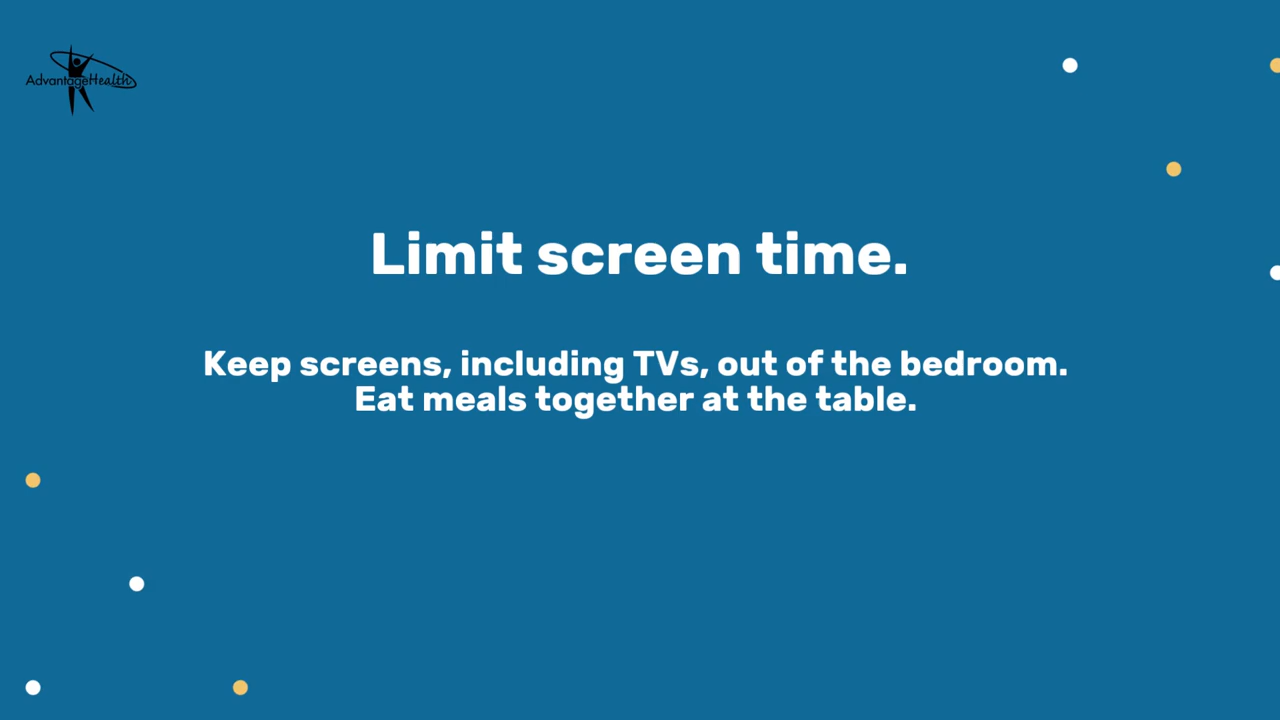 AdvantageHealth
Limit screen time.
Keep screens, including TVs, out of the bedroom.
Eat meals together at the table.